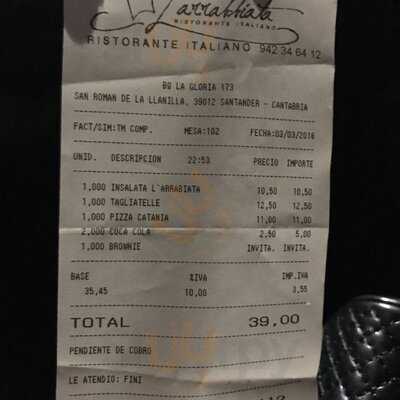 L'arrabbiata
RISTORANTE ITALIANO
RISTORANTE ITALIANO 942 34 64 12
BQ LA GLORIA 173
SAN ROMAN DE LA LLANILLA, 39012 SANTANDER - CANTABRIA
FACT/SIM:TM COMP. MESA:102 FECHA:03/03/2016
UNID. DESCRIPCION 22:53 PRECIO IMPORTE
1,000 INSALATA L'ARRABIATA 10,50 10,50
1,000 TAGLIATELLE 12,50 12,50
1,000 PIZZA CATANIA 11,00 11,00
2,000 COCA COLA 2,50 5,00
1,000 BROWNIE INVITA. INVITA.
BASE %IVA IMP.IVA
35,45 10,00 3,55
TOTAL 39,00
PENDIENTE DE COBRO
LE ATENDIO: FINI